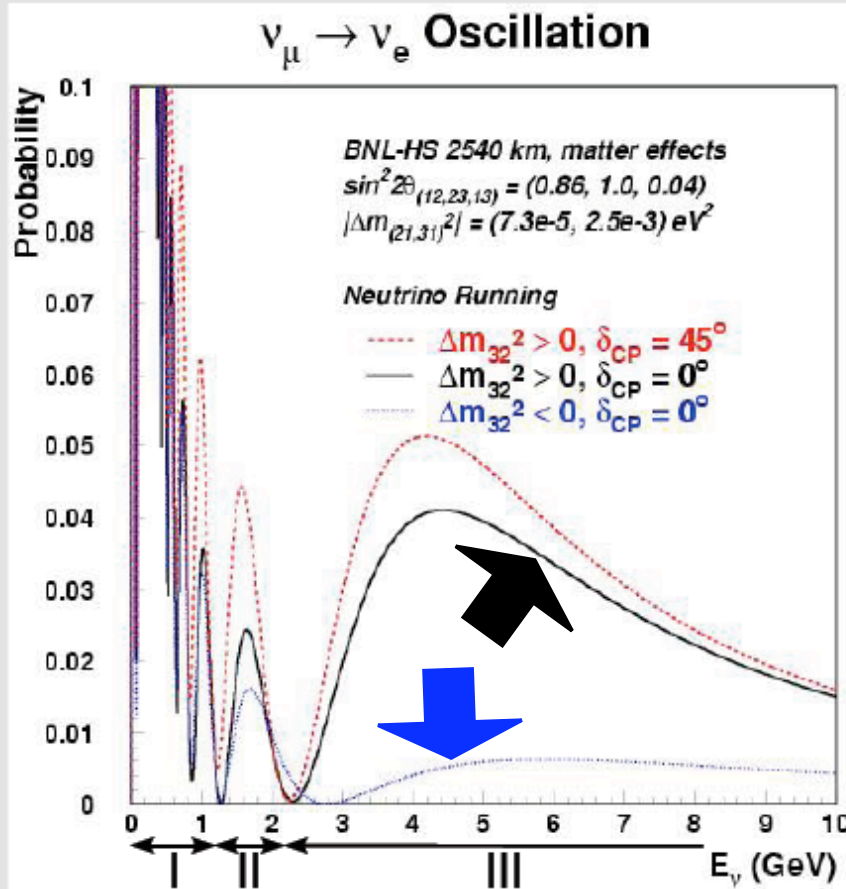 νμ → νe Oscillation
Probability
0.1
0.09
0.08
0.07
0.06
0.05
0.04
0.03
0.02
0.01
0
BNL-HS 2540 km, matter effects
sin²2θ(12,23,13) = (0.86, 1.0, 0.04)
|Δm(21,31)²| = (7.3e-5, 2.5e-3) eV²
Neutrino Running
Δm32² > 0, δCP = 45°
Δm32² > 0, δCP = 0°
Δm32² < 0, δCP = 0°
0 1 2 3 4 5 6 7 8 9 10
I II III Eν (GeV)